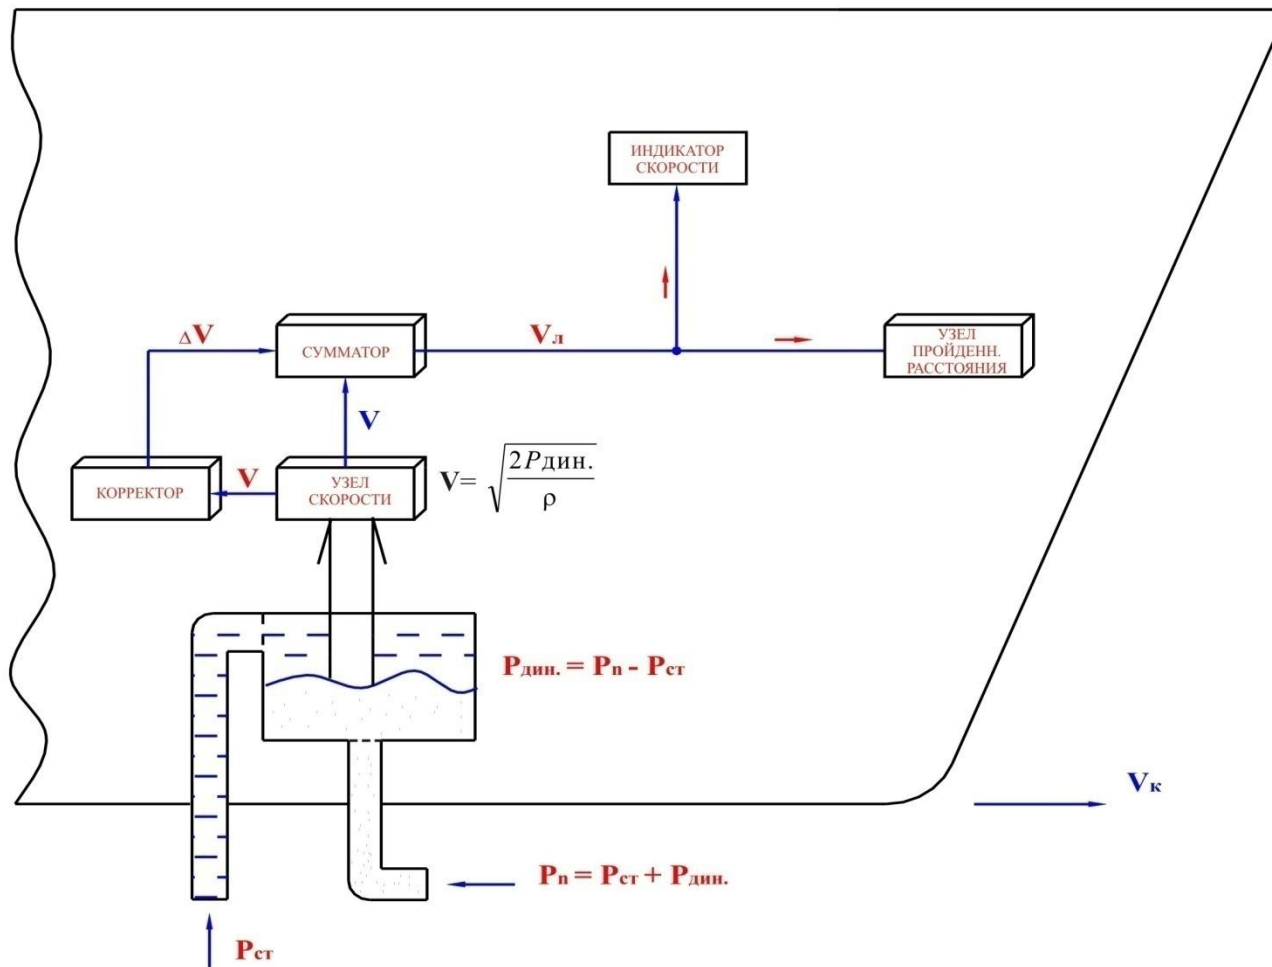 ИНДИКАТОР
СКОРОСТИ
ΔV
СУММАТОР
Vл
УЗЕЛ
ПРОЙДЕНН.
РАССТОЯНИЯ
V
КОРРЕКТОР
V
УЗЕЛ
СКОРОСТИ
V= √(2Pдин./ρ)
Pдин. = Pп - Pст
Vк
Pп = Pст + Pдин.
Pст